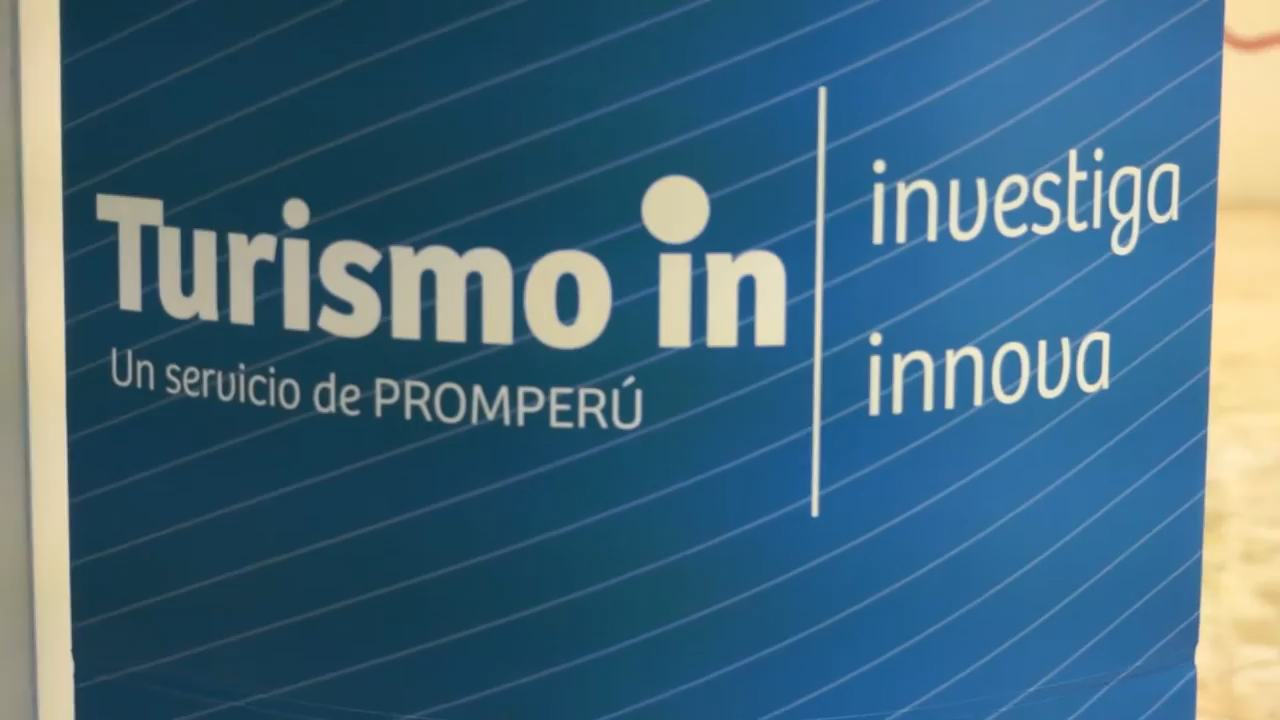 Turismo in
Un servicio de PROMPERÚ
investiga
innova